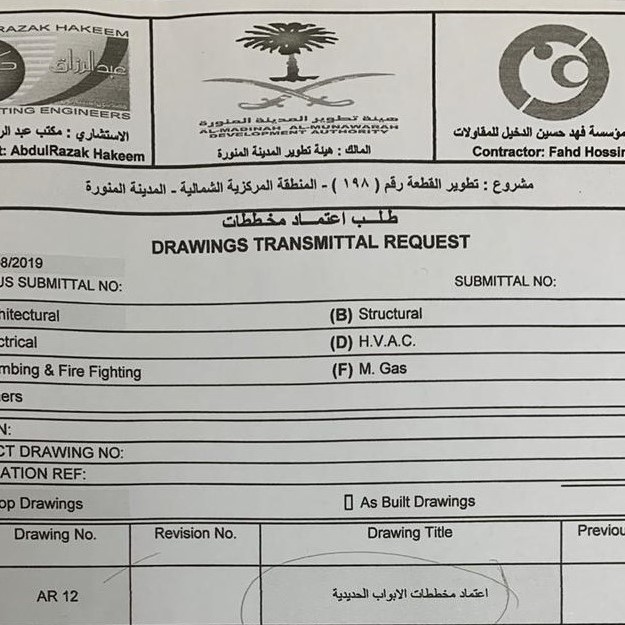 RAZAK HAKEEM
عبدالرزاق
TING ENGINEERS
الاستشاري : مكتب عبد الر
t: AbdulRazak Hakeem
هيئة تطوير المدينة المنورة
AL-MADINAH AL-MUNAWARAH
DEVELOPMENT AUTHORITY
المالك : هيئة تطوير المدينة المنورة
مؤسسة فهد حسين الدخيل للمقاولات
Contractor: Fahd Hossin
مشروع : تطوير القطعة رقم ( ١٩٨ ) - المنطقة المركزية الشمالية - المدينة المنورة
طلب اعتماد مخططات
DRAWINGS TRANSMITTAL REQUEST
8/2019
US SUBMITTAL NO: SUBMITTAL NO:
hitectural (B) Structural
ctrical (D) H.V.A.C.
mbing & Fire Fighting (F) M. Gas
ers
N:
CT DRAWING NO:
ATION REF:
op Drawings As Built Drawings
Drawing No. Revision No. Drawing Title Previou
AR 12 اعتماد مخططات الابواب الحديدية